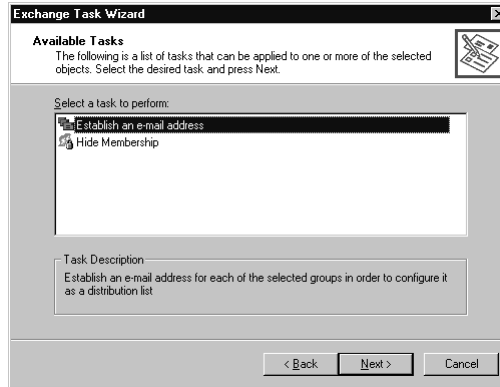 Exchange Task Wizard
Available Tasks
The following is a list of tasks that can be applied to one or more of the selected
objects. Select the desired task and press Next.
Select a task to perform:
Establish an e-mail address
Hide Membership
Task Description
Establish an e-mail address for each of the selected groups in order to configure it
as a distribution list
< Back
Next >
Cancel